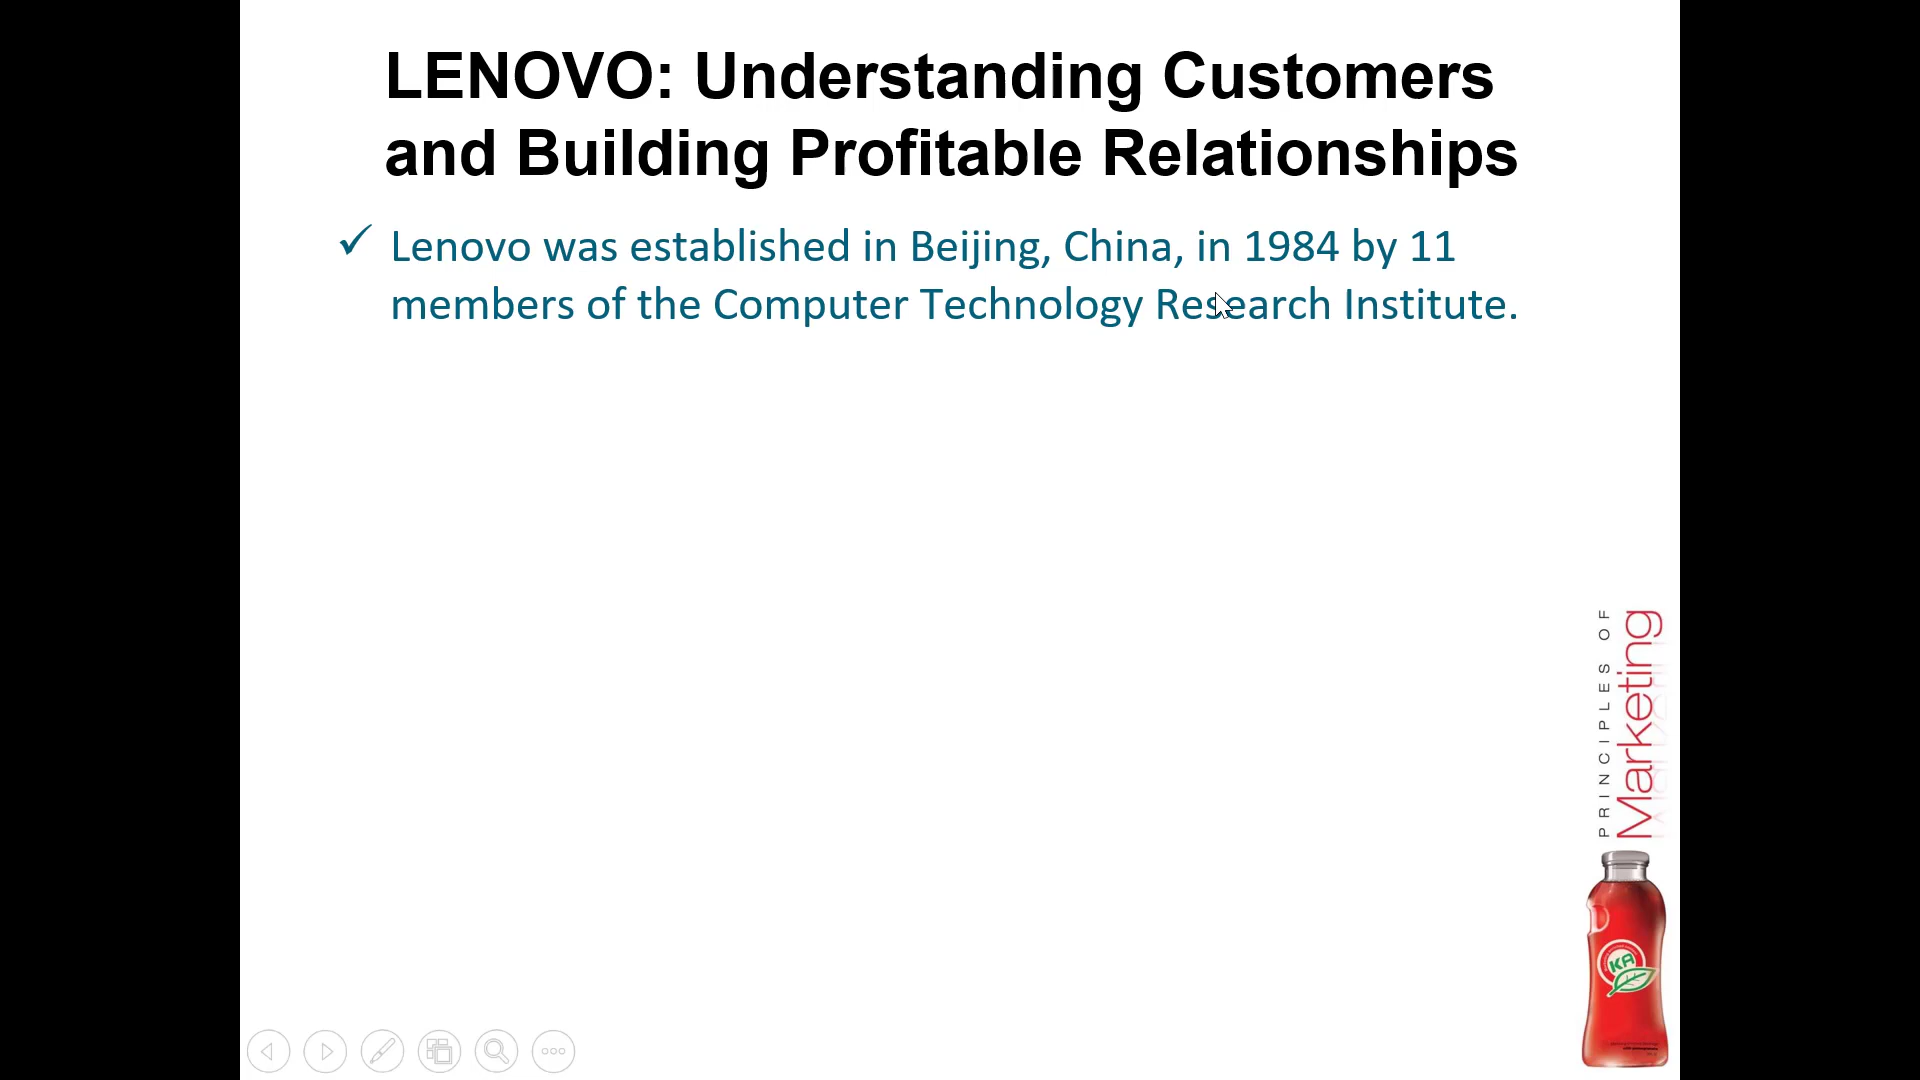 LENOVO: Understanding Customers
and Building Profitable Relationships
✓ Lenovo was established in Beijing, China, in 1984 by 11
members of the Computer Technology Research Institute.
PRINCIPLES OF
Marketing
KA